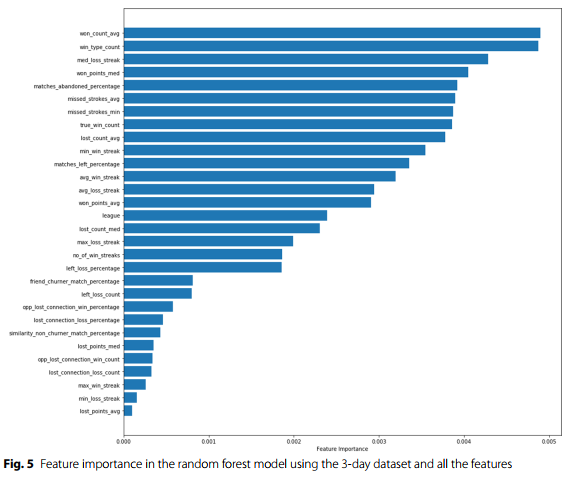 won_count_avg
win_type_count
med_loss_streak
won_points_med
matches_abandoned_percentage
missed_strokes_avg
missed_strokes_min
true_win_count
lost_count_avg
min_win_streak
matches_left_percentage
avg_win_streak
avg_loss_streak
won_points_avg
league
lost_count_med
max_loss_streak
no_of_win_streaks
left_loss_percentage
friend_churner_match_percentage
left_loss_count
opp_lost_connection_win_percentage
lost_connection_loss_percentage
similarity_non_churner_match_percentage
lost_points_med
opp_lost_connection_win_count
lost_connection_loss_count
max_win_streak
min_loss_streak
lost_points_avg
0.000 0.001 0.002 0.003 0.004 0.005
Feature Importance
Fig. 5 Feature importance in the random forest model using the 3-day dataset and all the features